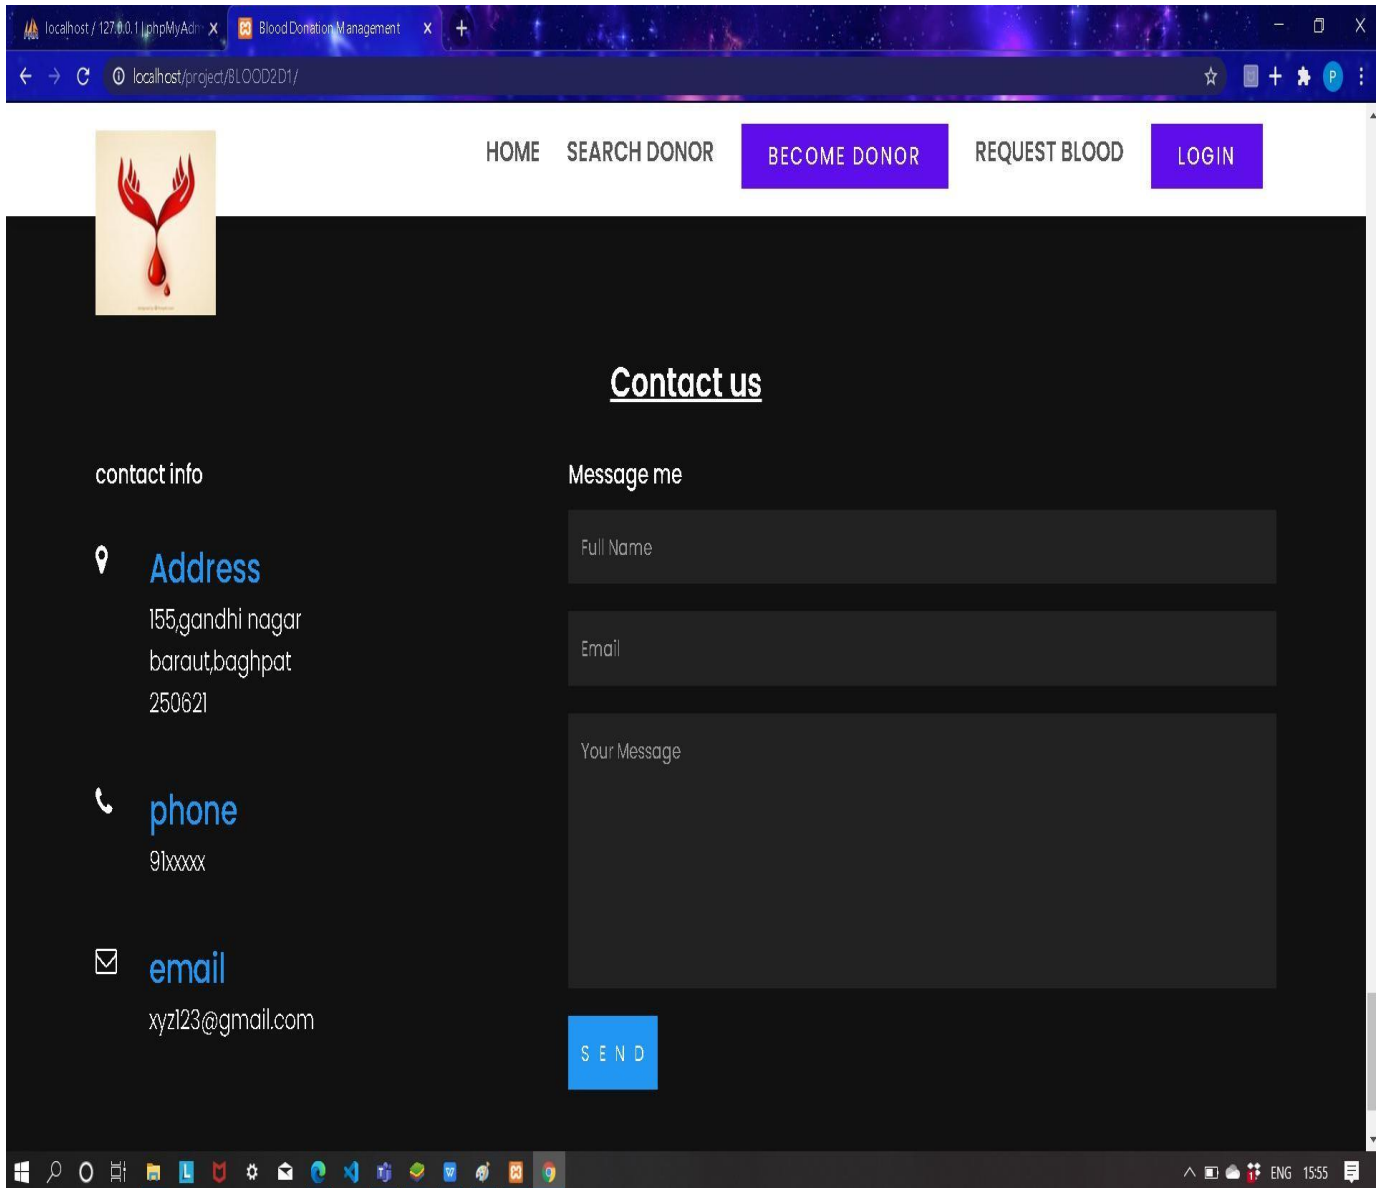 localhost / 127.0.0.1 | phpMyAdm
Blood Donation Management
localhost/project/BLOOD2D1/
P
HOME
SEARCH DONOR
BECOME DONOR
REQUEST BLOOD
LOGIN
Contact us
contact info
Address
155,gandhi nagar
baraut,baghpat
250621
phone
91xxxxx
email
xyz123@gmail.com
Message me
Full Name
Email
Your Message
SEND
ENG
15:55